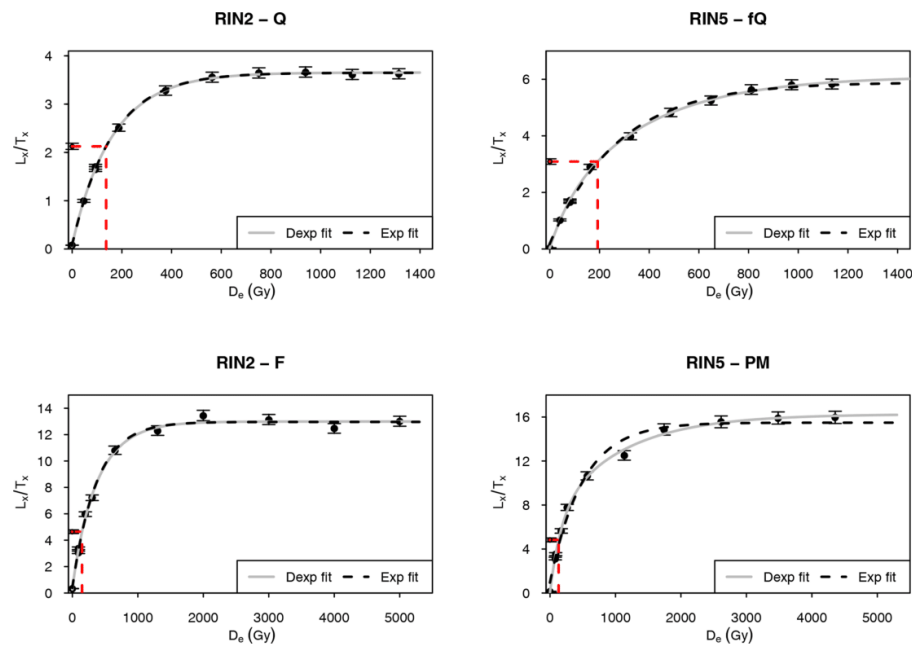 RIN2 – Q
Lx/Tx
4
3
2
1
0
0 200 400 600 800 1000 1200 1400
De (Gy)
Dexp fit Exp fit
RIN5 – fQ
Lx/Tx
6
4
2
0
0 200 400 600 800 1000 1200 1400
De (Gy)
Dexp fit Exp fit
RIN2 – F
Lx/Tx
14
12
10
8
6
4
2
0
0 1000 2000 3000 4000 5000
De (Gy)
Dexp fit Exp fit
RIN5 – PM
Lx/Tx
16
12
8
4
0
0 1000 2000 3000 4000 5000
De (Gy)
Dexp fit Exp fit